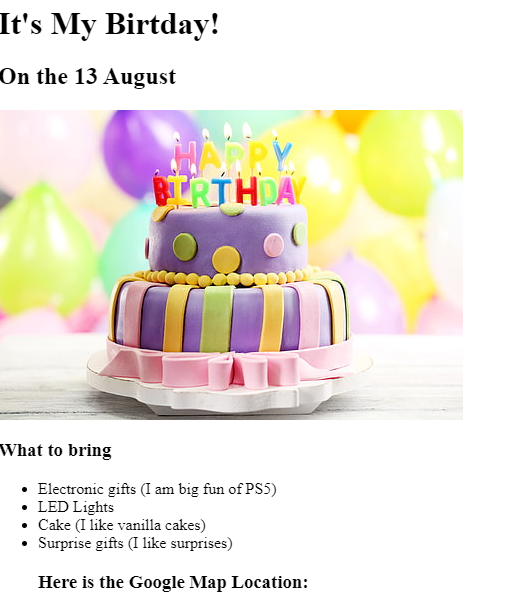 It's My Birtday!
On the 13 August
HAPPY
BIRTHDAY
What to bring
Electronic gifts (I am big fun of PS5)
LED Lights
Cake (I like vanilla cakes)
Surprise gifts (I like surprises)
Here is the Google Map Location: